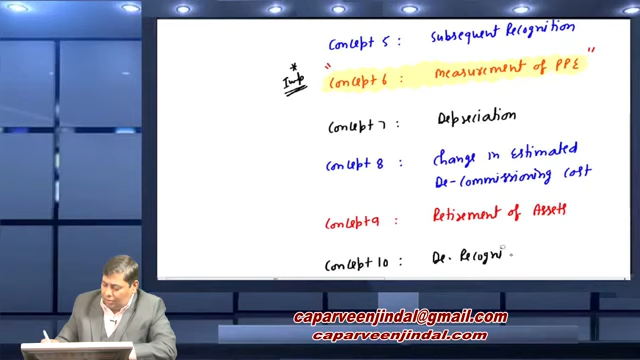 Concept 5 : Subsequent Recognition
* Imp "Concept 6 : Measurement of PPE"
Concept 7 : Depreciation
Concept 8 : Change in Estimated
De-Commissioning Cost
Concept 9 : Retirement of Assets
Concept 10 : De. Recogni
caparveenjindal@gmail.com
caparveenjindal.com